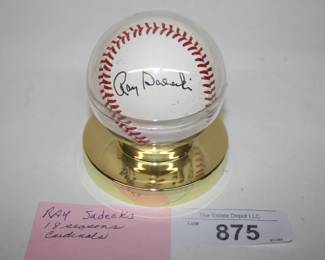 Ray Sadecki
RAY Sadecki
18 seasons
Cardinals
The Estate Depot LLC
Lot#
875